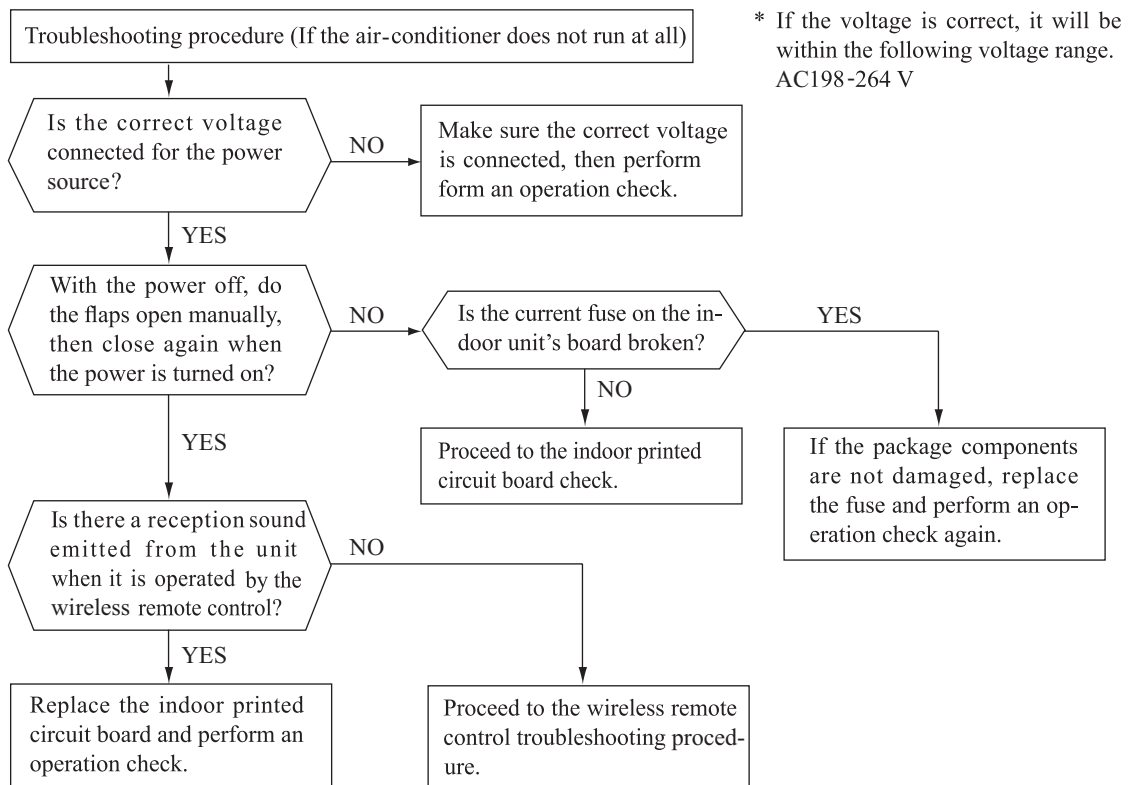 Troubleshooting procedure (If the air-conditioner does not run at all)
* If the voltage is correct, it will be
within the following voltage range.
AC198-264 V
Is the correct voltage
connected for the power
source?
NO
Make sure the correct voltage
is connected, then perform
form an operation check.
YES
With the power off, do
the flaps open manually,
then close again when
the power is turned on?
NO
Is the current fuse on the in-
door unit's board broken?
YES
NO
YES
Proceed to the indoor printed
circuit board check.
If the package components
are not damaged, replace
the fuse and perform an op-
eration check again.
Is there a reception sound
emitted from the unit
when it is operated by the
wireless remote control?
NO
YES
Replace the indoor printed
circuit board and perform an
operation check.
Proceed to the wireless remote
control troubleshooting proced-
ure.